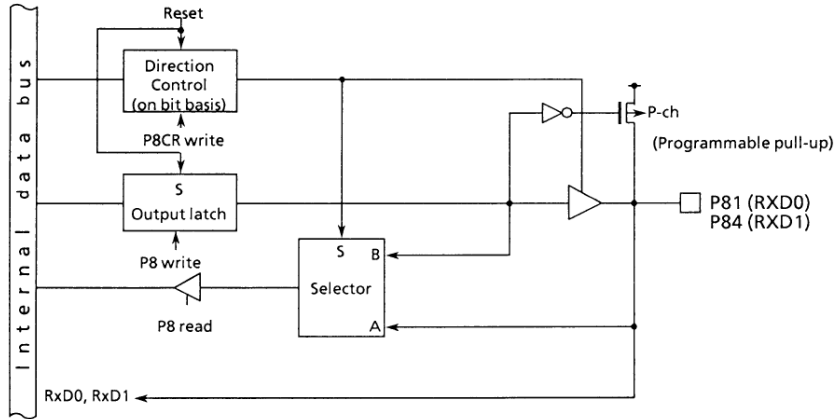 Reset
Internal data bus
Direction
Control
(on bit basis)
P8CR write
P-ch
(Programmable pull-up)
S
Output latch
P8 write
P81 (RXD0)
P84 (RXD1)
S
B
Selector
A
P8 read
RxD0, RxD1